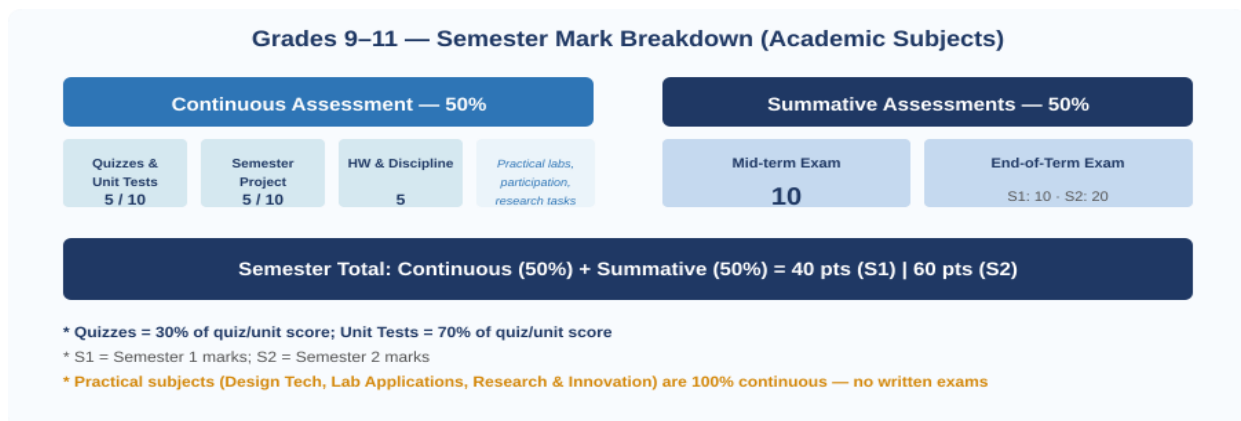 Grades 9–11 — Semester Mark Breakdown (Academic Subjects)
Continuous Assessment — 50%
Quizzes &
Unit Tests
5 / 10
Semester
Project
5 / 10
HW & Discipline
5
Practical labs,
participation,
research tasks
Summative Assessments — 50%
Mid-term Exam
10
End-of-Term Exam
S1: 10 · S2: 20
Semester Total: Continuous (50%) + Summative (50%) = 40 pts (S1) | 60 pts (S2)
* Quizzes = 30% of quiz/unit score; Unit Tests = 70% of quiz/unit score
* S1 = Semester 1 marks; S2 = Semester 2 marks
* Practical subjects (Design Tech, Lab Applications, Research & Innovation) are 100% continuous — no written exams